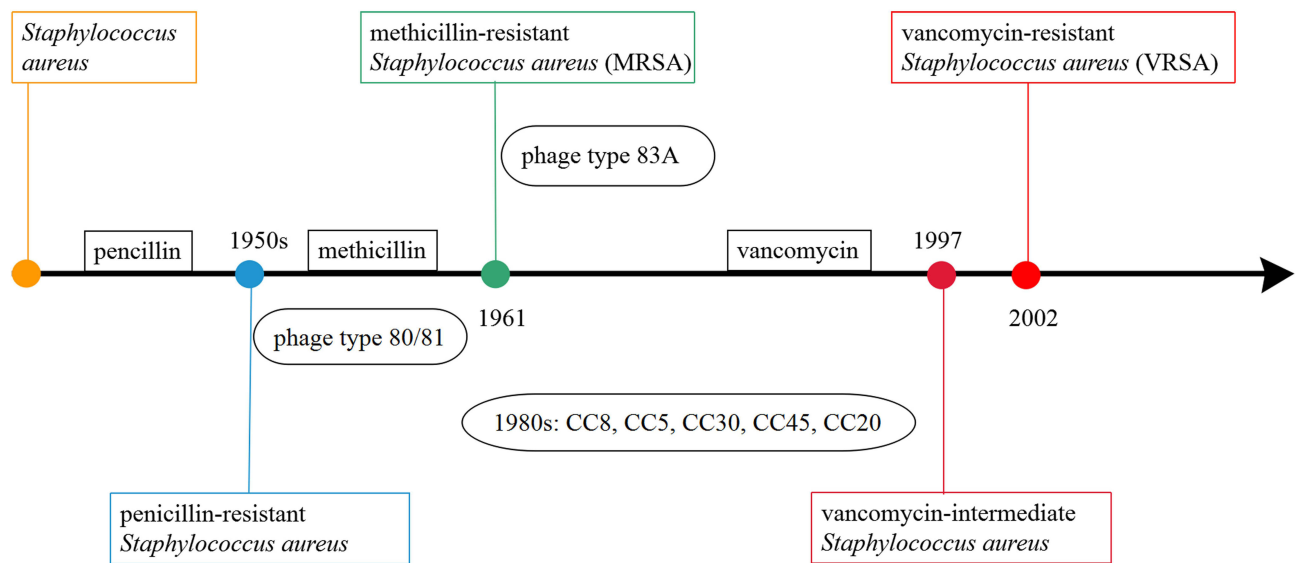 Staphylococcus
aureus
methicillin-resistant
Staphylococcus aureus (MRSA)
vancomycin-resistant
Staphylococcus aureus (VRSA)
phage type 83A
pencillin
1950s
methicillin
vancomycin
1997
phage type 80/81
1961
2002
1980s: CC8, CC5, CC30, CC45, CC20
penicillin-resistant
Staphylococcus aureus
vancomycin-intermediate
Staphylococcus aureus